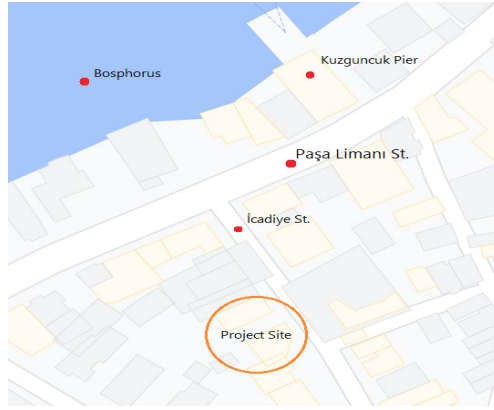 Kuzguncuk Pier
Bosphorus
Paşa Limanı St.
İcadiye St.
Project Site